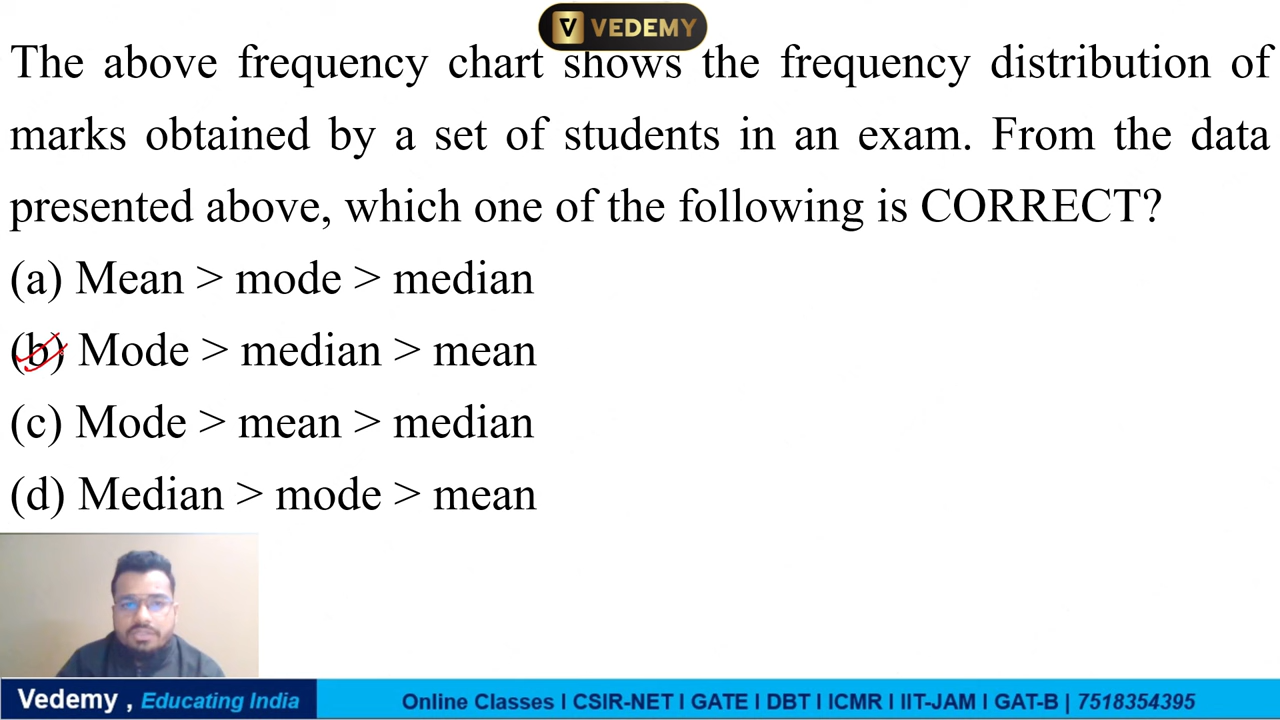 V VEDEMY
The above frequency chart shows the frequency distribution of
marks obtained by a set of students in an exam. From the data
presented above, which one of the following is CORRECT?
(a) Mean > mode > median
(b) Mode > median > mean
(c) Mode > mean > median
(d) Median > mode > mean
Vedemy , Educating India
Online Classes I CSIR-NET I GATE I DBT I ICMR I IIT-JAM I GAT-B | 7518354395